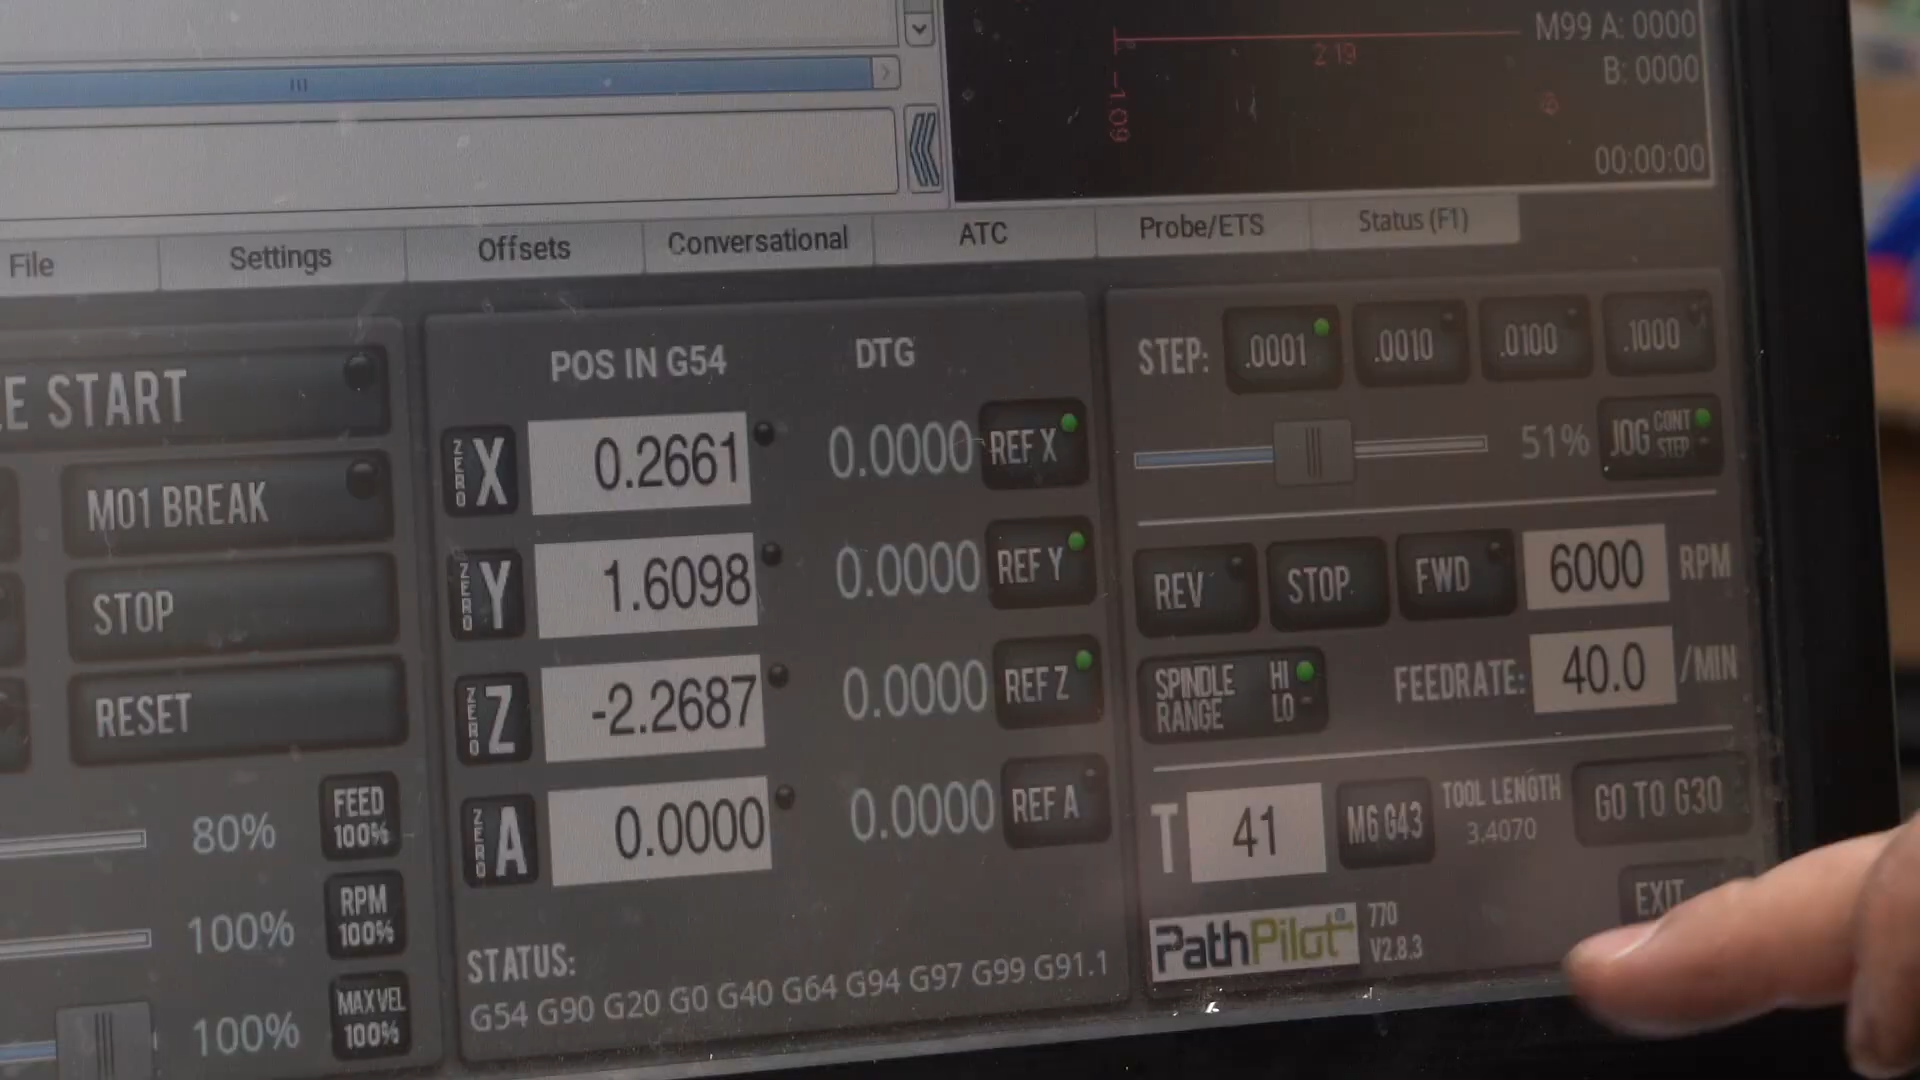 M99 A: 0000
2.19
B: 0000
-1.09
00:00:00
File
Settings
Offsets
Conversational
ATC
Probe/ETS
Status (F1)
E START
M01 BREAK
STOP
RESET
80%
FEED
100%
100%
RPM
100%
100%
MAXVEL
100%
POS IN G54
DTG
ZERO X
0.2661
0.0000
REF X
ZERO Y
1.6098
0.0000
REF Y
ZERO Z
-2.2687
0.0000
REF Z
ZERO A
0.0000
0.0000
REF A
STATUS:
G54 G90 G20 G0 G40 G64 G94 G97 G99 G91.1
STEP:
.0001
.0010
.0100
.1000
51%
JOG CONT
STEP
REV
STOP
FWD
6000
RPM
SPINDLE HI
RANGE LO
FEEDRATE:
40.0
/MIN
T
41
M6 G43
TOOL LENGTH
3.4070
GO TO G30
EXIT
PathPilot®
770
V2.8.3